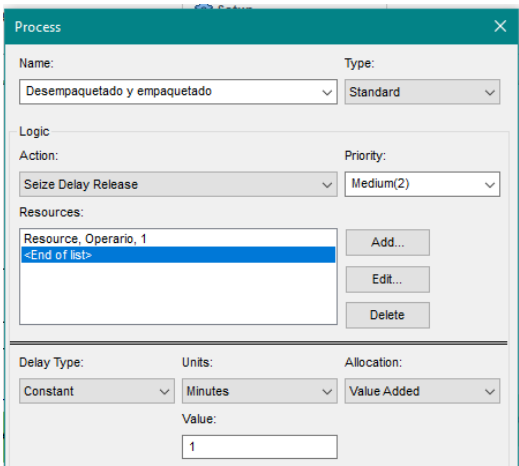 Setup
Process
Name:
Type:
Desempaquetado y empaquetado
Standard
Logic
Action:
Priority:
Seize Delay Release
Medium(2)
Resources:
Resource, Operario, 1
<End of list>
Add...
Edit...
Delete
Delay Type:
Units:
Allocation:
Constant
Minutes
Value Added
Value:
1